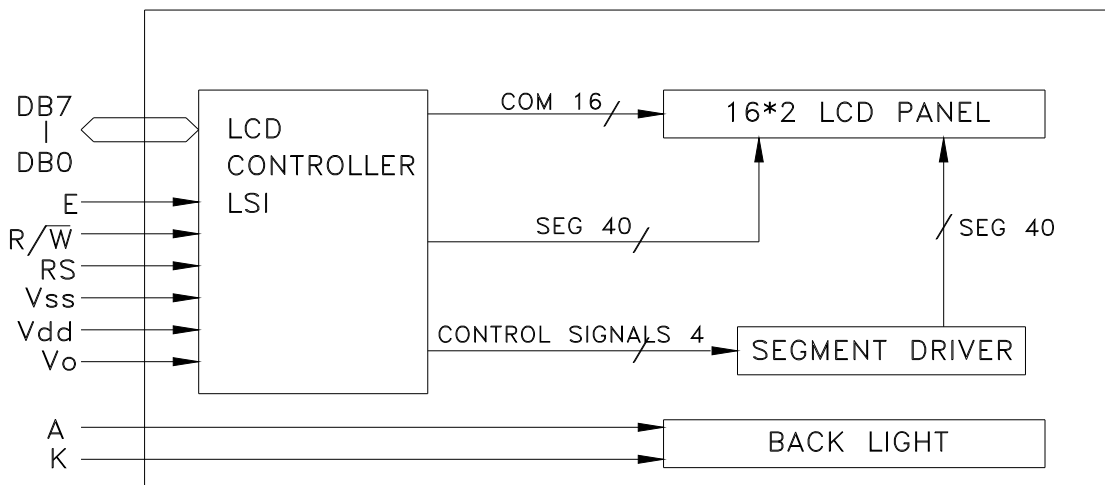 DB7
DB0
E
R/W̅
RS
Vss
Vdd
Vo
A
K
LCD
CONTROLLER
LSI
COM 16
16*2 LCD PANEL
SEG 40
SEG 40
CONTROL SIGNALS 4
SEGMENT DRIVER
BACK LIGHT